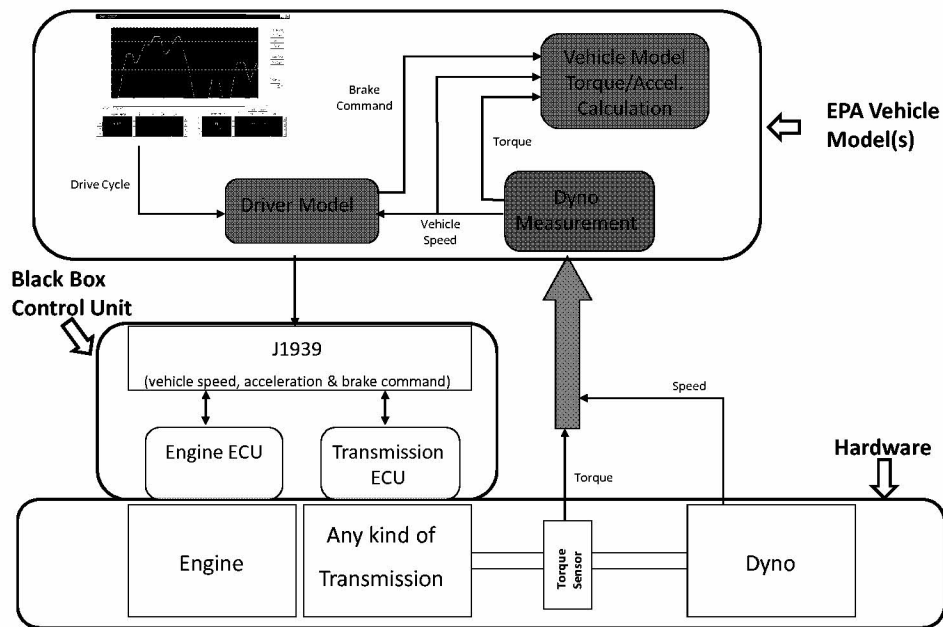 Vehicle Model
Torque/Accel.
Calculation
Brake
Command
EPA Vehicle
Model(s)
Torque
Drive Cycle
Driver Model
Dyno
Measurement
Vehicle
Speed
Black Box
Control Unit
J1939
(vehicle speed, acceleration & brake command)
Speed
Engine ECU
Transmission
ECU
Hardware
Torque
Engine
Any kind of
Transmission
Torque
Sensor
Dyno